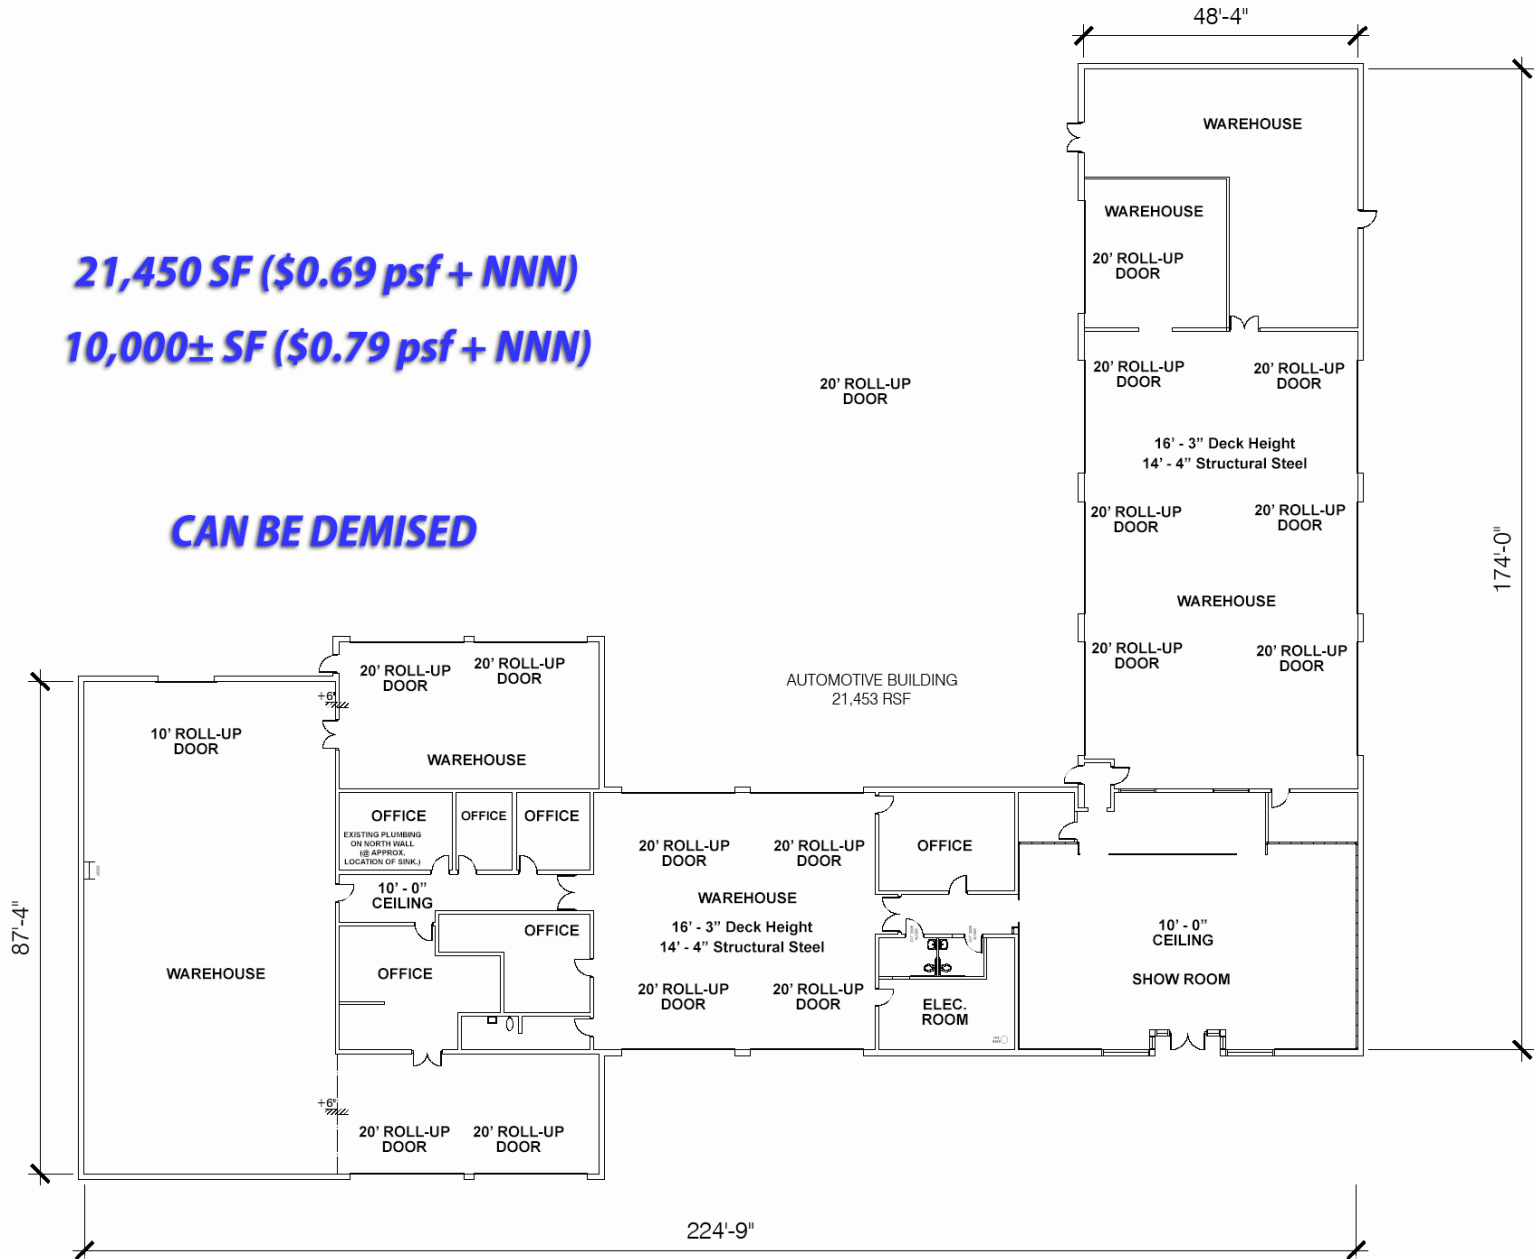 48'-4"
WAREHOUSE
WAREHOUSE
20' ROLL-UP
DOOR
21,450 SF ($0.69 psf + NNN)
10,000± SF ($0.79 psf + NNN)
20' ROLL-UP
DOOR
20' ROLL-UP
DOOR
20' ROLL-UP
DOOR
16' - 3” Deck Height
14' - 4” Structural Steel
CAN BE DEMISED
20' ROLL-UP
DOOR
20' ROLL-UP
DOOR
174'-0"
WAREHOUSE
20' ROLL-UP
DOOR
20' ROLL-UP
DOOR
20' ROLL-UP
DOOR
20' ROLL-UP
DOOR
AUTOMOTIVE BUILDING
21,453 RSF
+6"
10' ROLL-UP
DOOR
WAREHOUSE
OFFICE
EXISTING PLUMBING
ON NORTH WALL
(@ APPROX.
LOCATION OF SINK.)
OFFICE
OFFICE
20' ROLL-UP
DOOR
20' ROLL-UP
DOOR
OFFICE
10' - 0”
CEILING
WAREHOUSE
16' - 3” Deck Height
14' - 4” Structural Steel
OFFICE
87'-4"
WAREHOUSE
OFFICE
10' - 0”
CEILING
SHOW ROOM
20' ROLL-UP
DOOR
20' ROLL-UP
DOOR
ELEC.
ROOM
+6"
20' ROLL-UP
DOOR
20' ROLL-UP
DOOR
224'-9"